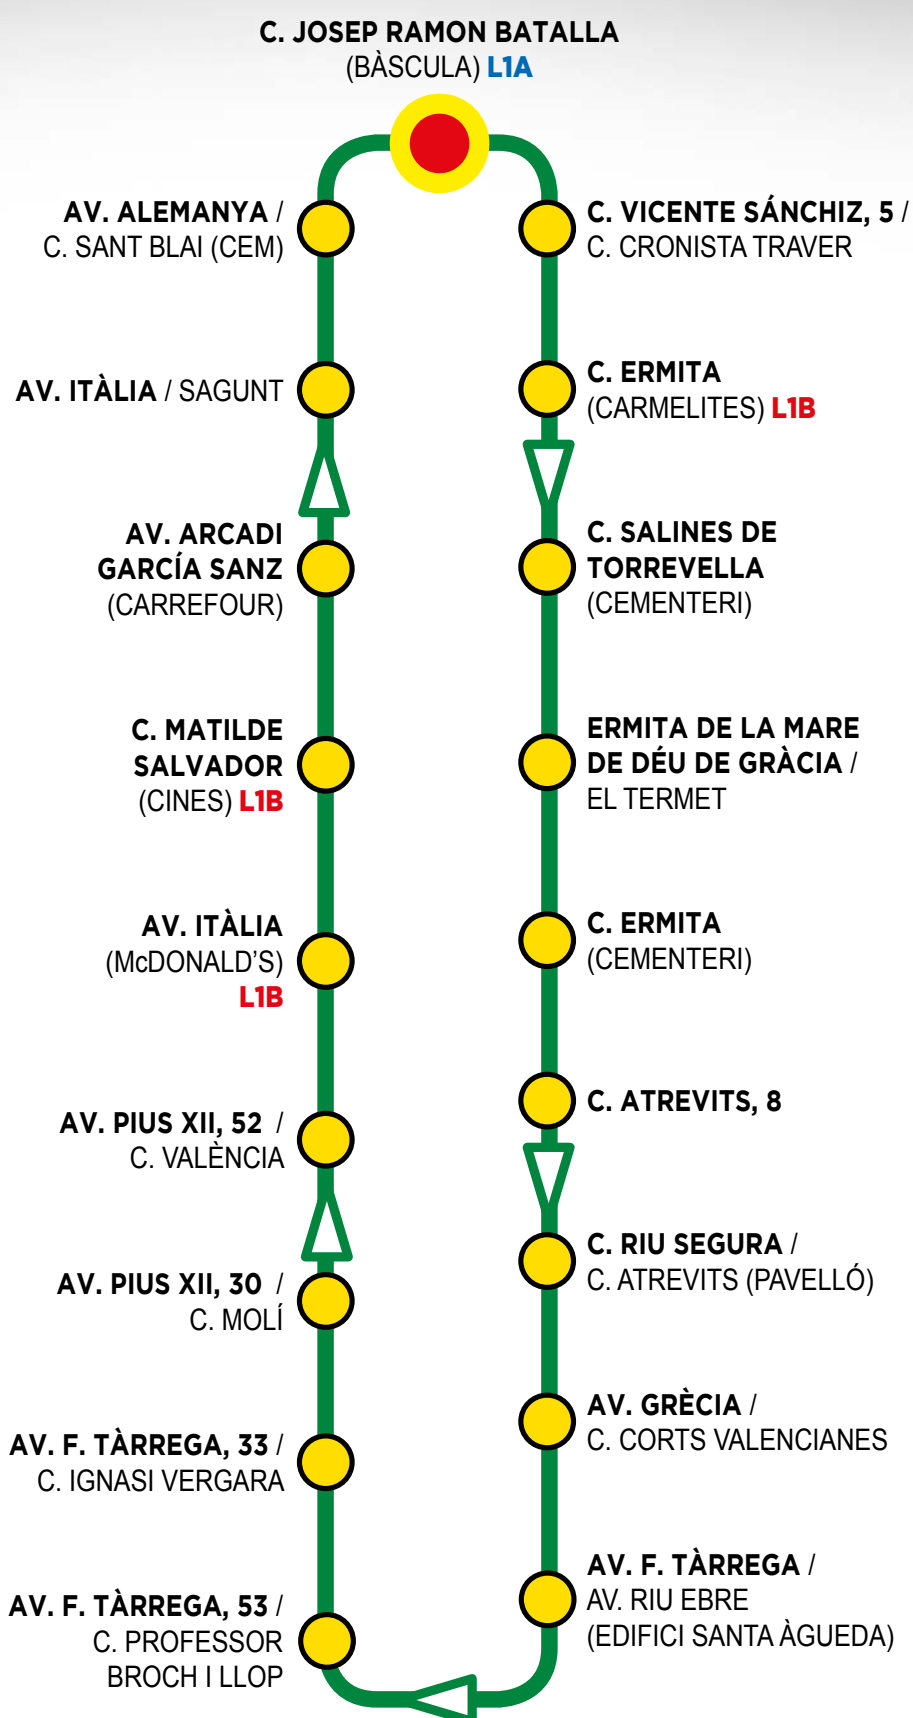 C. JOSEP RAMON BATALLA
(BÀSCULA) L1A
AV. ALEMANYA /
C. SANT BLAI (CEM)
AV. ITÀLIA / SAGUNT
AV. ARCADI
GARCÍA SANZ
(CARREFOUR)
C. MATILDE
SALVADOR
(CINES) L1B
AV. ITÀLIA
(McDONALD'S)
L1B
AV. PIUS XII, 52 /
C. VALÈNCIA
AV. PIUS XII, 30 /
C. MOLÍ
AV. F. TÀRREGA, 33 /
C. IGNASI VERGARA
AV. F. TÀRREGA, 53 /
C. PROFESSOR
BROCH I LLOP
C. VICENTE SÁNCHIZ, 5 /
C. CRONISTA TRAVER
C. ERMITA
(CARMELITES) L1B
C. SALINES DE
TORREVELLA
(CEMENTERI)
ERMITA DE LA MARE
DE DÉU DE GRÀCIA /
EL TERMET
C. ERMITA
(CEMENTERI)
C. ATREVITS, 8
C. RIU SEGURA /
C. ATREVITS (PAVELLÓ)
AV. GRÈCIA /
C. CORTS VALENCIANES
AV. F. TÀRREGA /
AV. RIU EBRE
(EDIFICI SANTA ÀGUEDA)